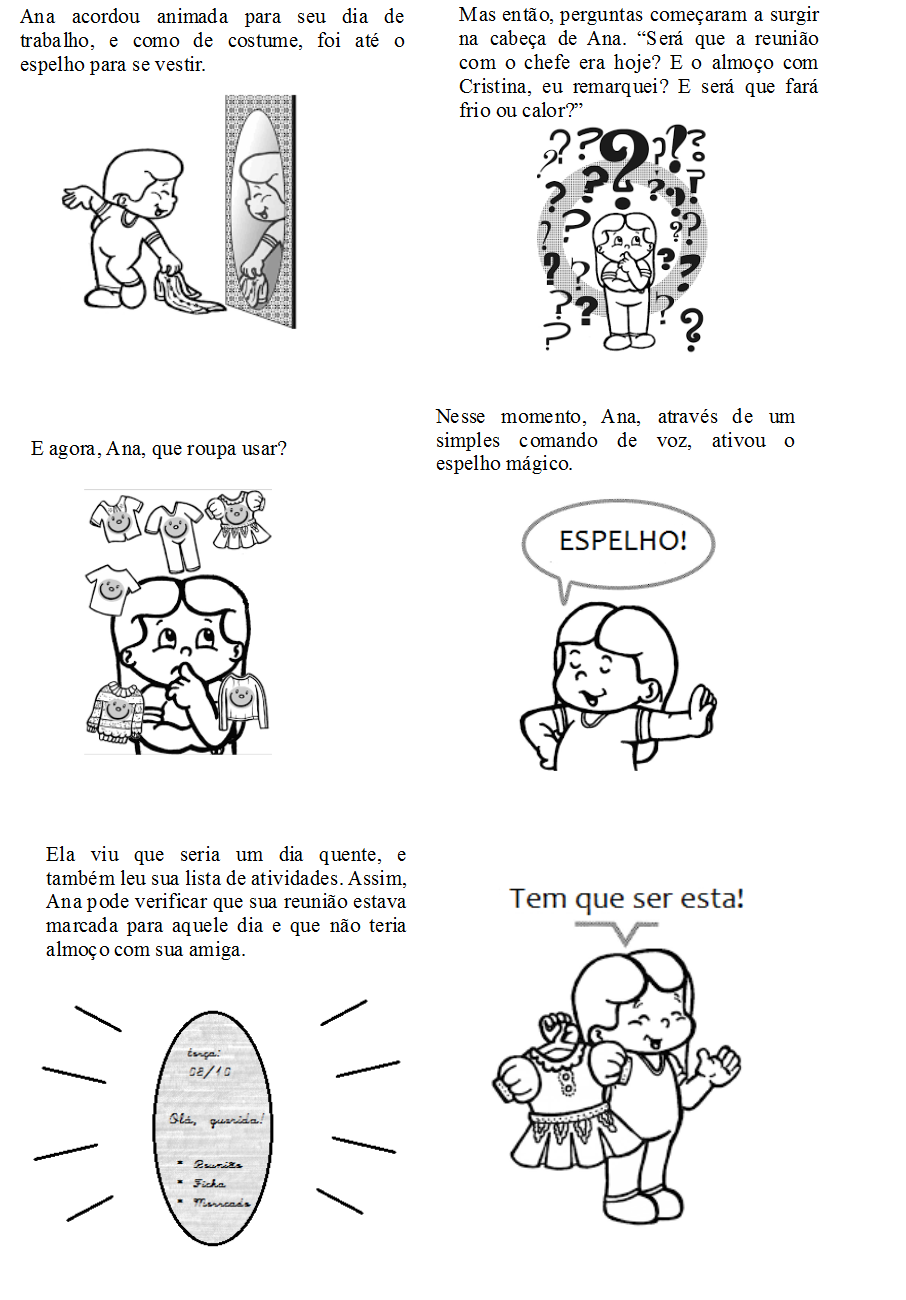 Ana acordou animada para seu dia de
trabalho, e como de costume, foi até o
espelho para se vestir.
Mas então, perguntas começaram a surgir
na cabeça de Ana. “Será que a reunião
com o chefe era hoje? E o almoço com
Cristina, eu remarquei? E será que fará
frio ou calor?”
E agora, Ana, que roupa usar?
Nesse momento, Ana, através de um
simples comando de voz, ativou o
espelho mágico.
ESPELHO!
Ela viu que seria um dia quente, e
também leu sua lista de atividades. Assim,
Ana pode verificar que sua reunião estava
marcada para aquele dia e que não teria
almoço com sua amiga.
terça:
08/10
Olá, querida!
• Reunião
• Ficha
• Mercado
Tem que ser esta!